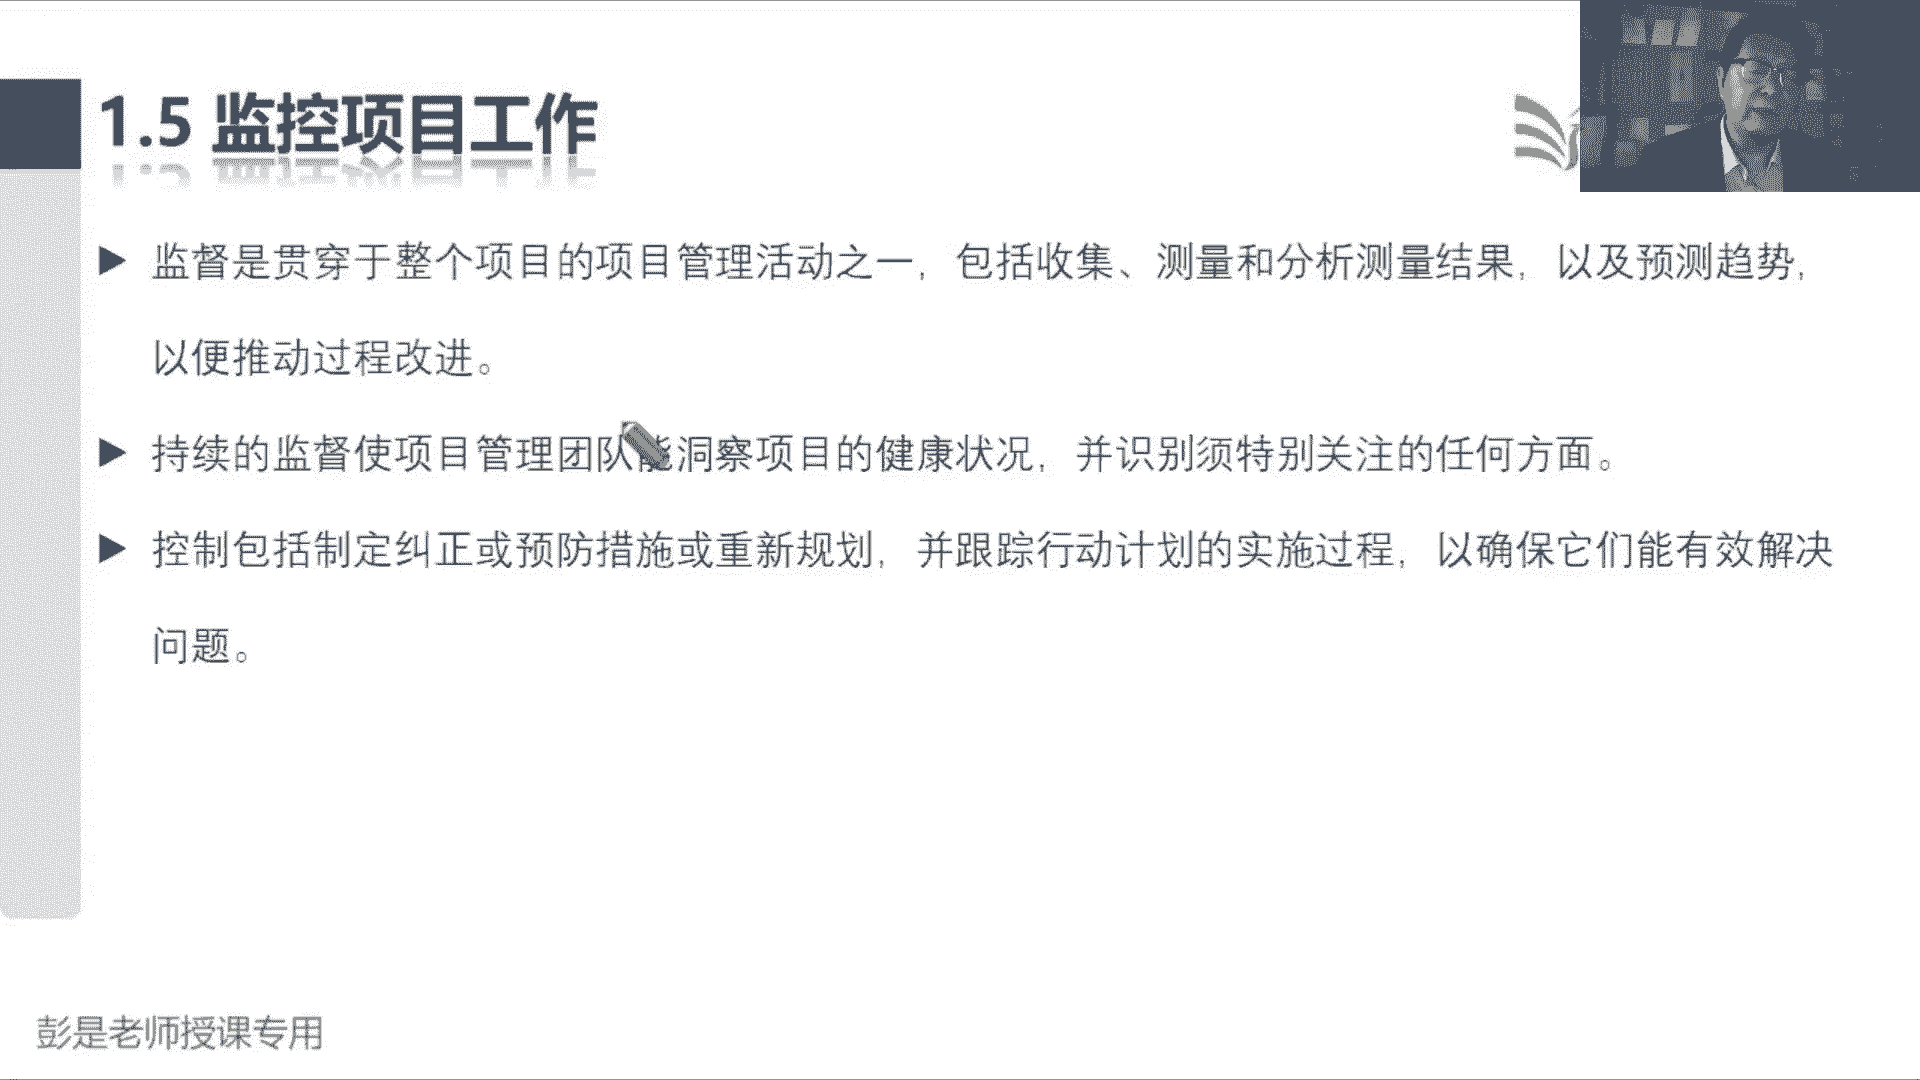 1.5 监控项目工作
▶ 监督是贯穿于整个项目的项目管理活动之一，包括收集、测量和分析测量结果，以及预测趋势，
以便推动过程改进。
▶ 持续的监督使项目管理团队能洞察项目的健康状况，并识别须特别关注的任何方面。
▶ 控制包括制定纠正或预防措施或重新规划，并跟踪行动计划的实施过程，以确保它们能有效解决
问题。
彭是老师授课专用